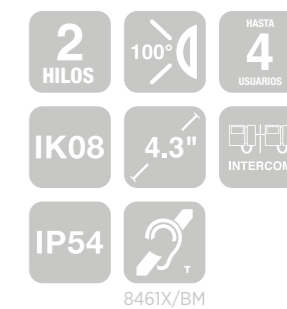 2
HILOS
100°
HASTA
4
USUARIOS
IK08
4.3"
INTERCOM
IP54
T
8461X/BM